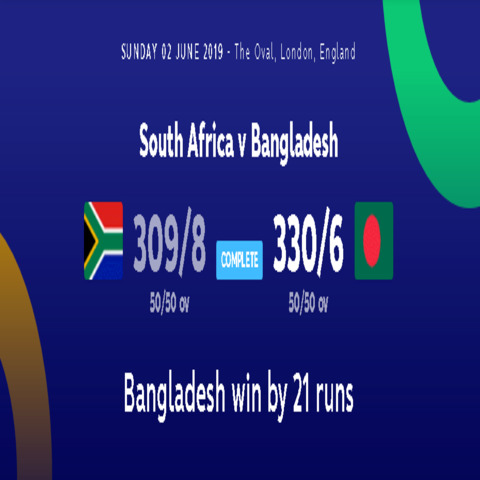 SUNDAY 02 JUNE 2019 - The Oval, London, England
South Africa v Bangladesh
309/8 COMPLETE 330/6
50/50 ov 50/50 ov
Bangladesh win by 21 runs